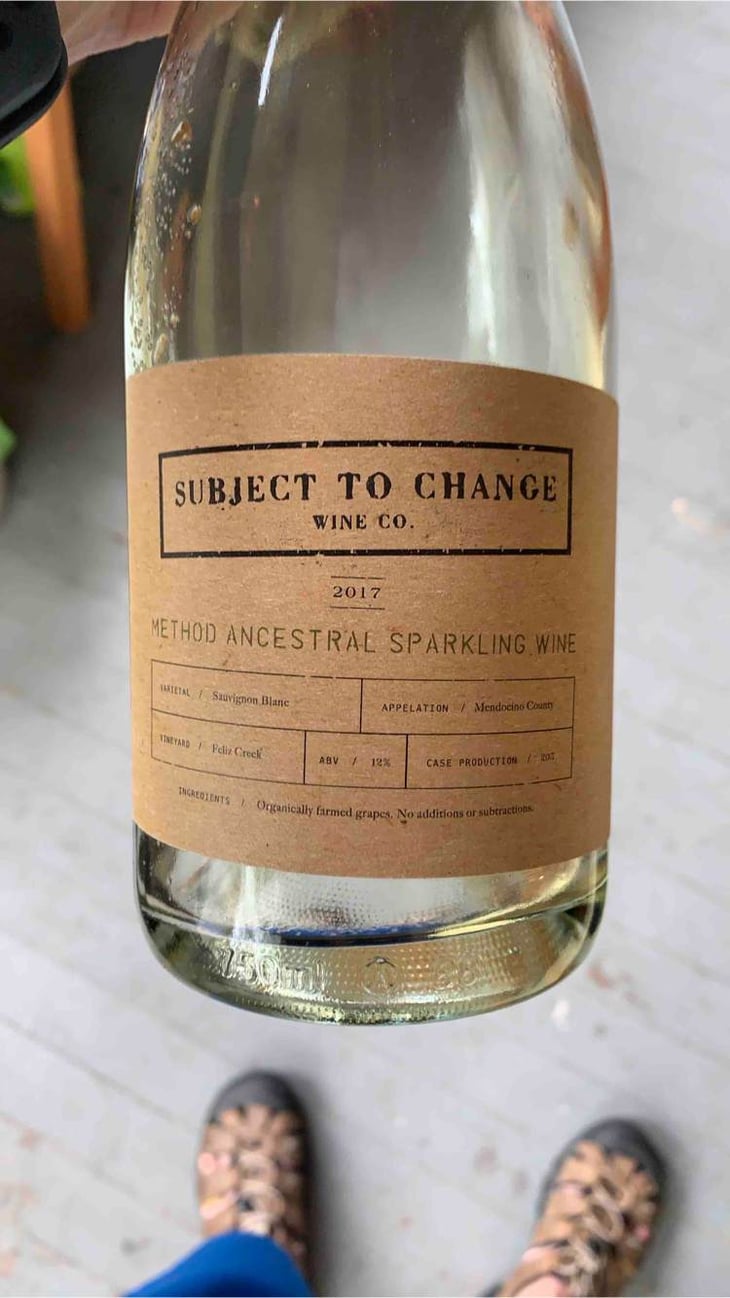 SUBJECT TO CHANGE
WINE CO.
2017
METHOD ANCESTRAL SPARKLING WINE
VARIETAL / Sauvignon Blanc
APPELATION / Mendocino County
VINEYARD / Feliz Creek
ABV / 12%
CASE PRODUCTION /
INGREDIENTS / Organically farmed grapes. No additions or subtractions.
750ml